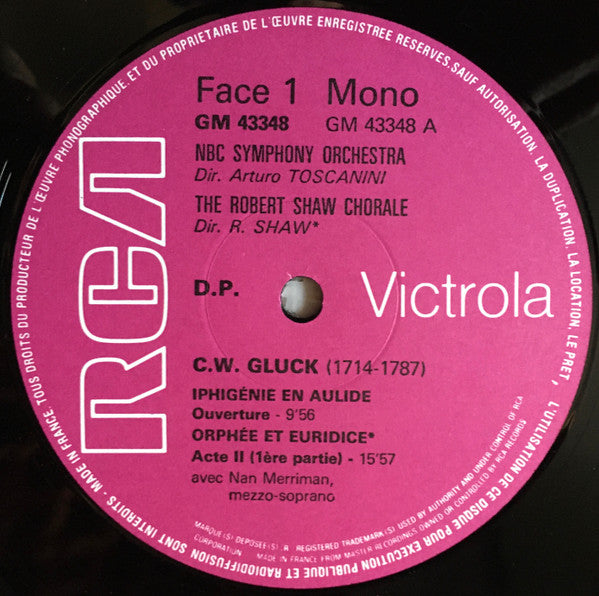 Face 1 Mono
GM 43348 GM 43348 A
NBC SYMPHONY ORCHESTRA
Dir. Arturo TOSCANINI
THE ROBERT SHAW CHORALE
Dir. R. SHAW*
RCA
D.P.
Victrola
C.W. GLUCK (1714-1787)
IPHIGÉNIE EN AULIDE
Ouverture - 9'56
ORPHÉE ET EURIDICE*
Acte II (1ère partie) - 15'57
avec Nan Merriman,
mezzo-soprano
MARQUE(S) DEPOSEE(S). R REGISTERED TRADEMARK(S) USED BY AUTHORITY AND UNDER CONTROL OF RCA
CORPORATION MADE IN FRANCE FROM MASTER RECORDINGS OWNED OR CONTROLLED BY RCA RECORDS
MADE IN FRANCE. TOUS DROITS DU PRODUCTEUR DE L'ŒUVRE PHONOGRAPHIQUE, ET DU PROPRIETAIRE DE L'ŒUVRE ENREGISTREE RESERVES, SAUF AUTORISATION, LA DUPLICATION, LA LOCATION, LE PRET, L'UTILISATION DE CE DISQUE POUR EXECUTION PUBLIQUE ET RADIODIFFUSION SONT INTERDITS -